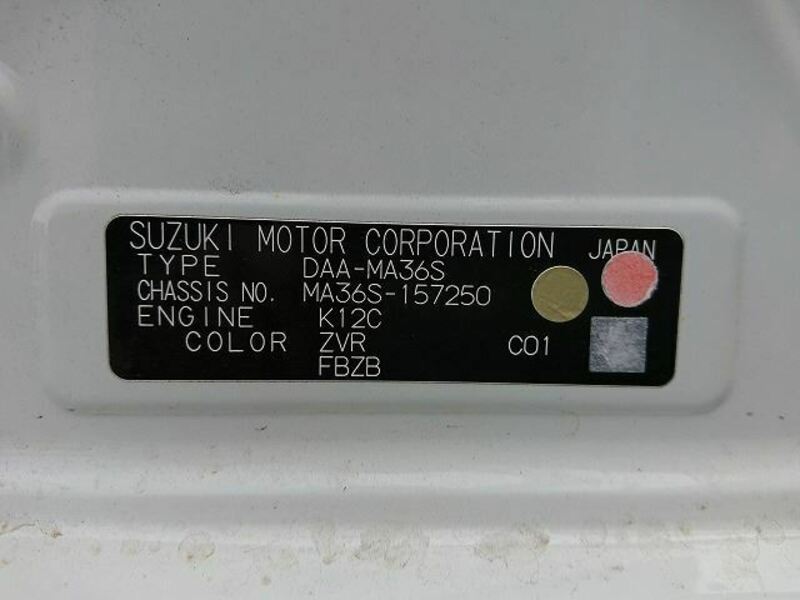 SUZUKI MOTOR CORPORATION JAPAN
TYPE DAA-MA36S
CHASSIS NO. MA36S-157250
ENGINE K12C
COLOR ZVR C01
FBZB